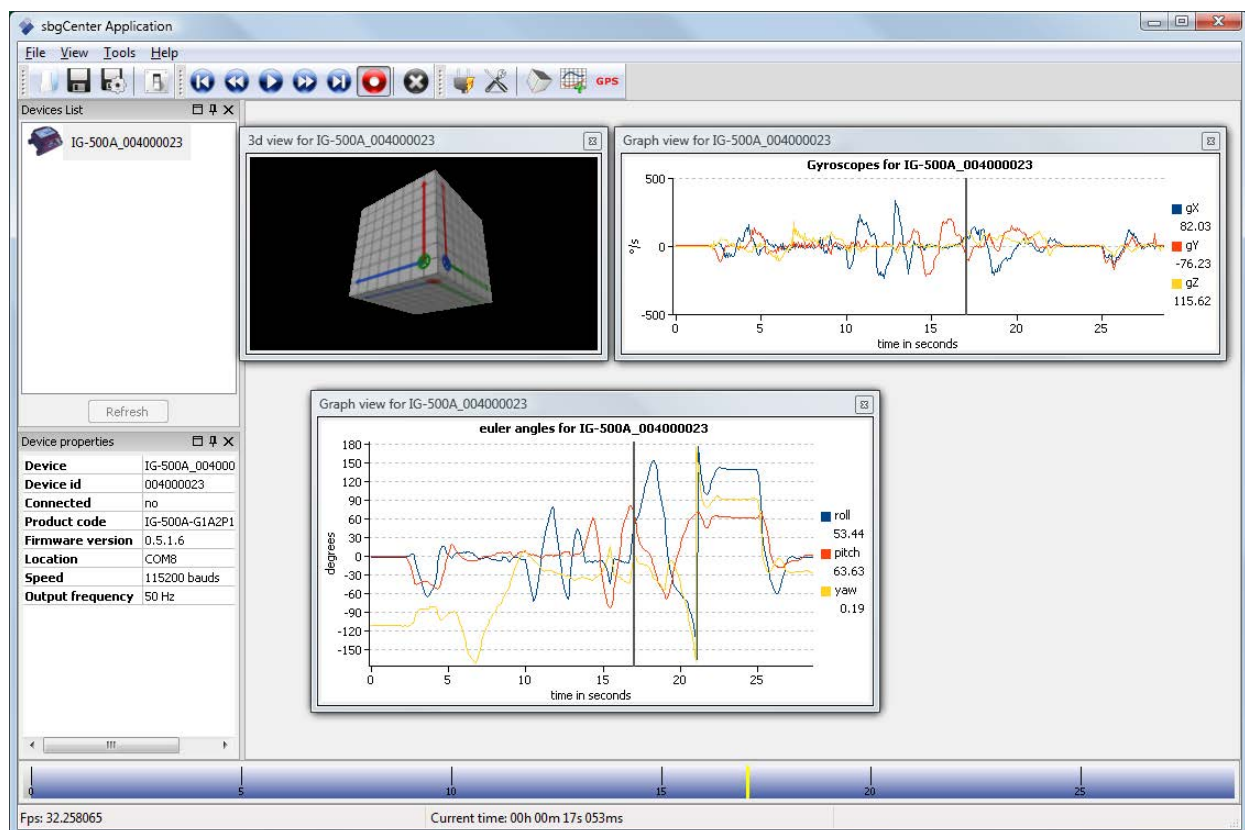 sbgCenter Application
File View Tools Help
GPS
Devices List
IG-500A_004000023
Refresh
Device properties
Device IG-500A_004000
Device id 004000023
Connected no
Product code IG-500A-G1A2P1
Firmware version 0.5.1.6
Location COM8
Speed 115200 bauds
Output frequency 50 Hz
3d view for IG-500A_004000023
Graph view for IG-500A_004000023
Gyroscopes for IG-500A_004000023
500
0
-500
°/s
0 5 10 15 20 25
time in seconds
gX
82.03
gY
-76.23
gZ
115.62
Graph view for IG-500A_004000023
euler angles for IG-500A_004000023
180
150
120
90
60
30
0
-30
-60
-90
-120
-150
degrees
0 5 10 15 20 25
time in seconds
roll
53.44
pitch
63.63
yaw
0.19
0 5 10 15 20 25
Fps: 32.258065
Current time: 00h 00m 17s 053ms